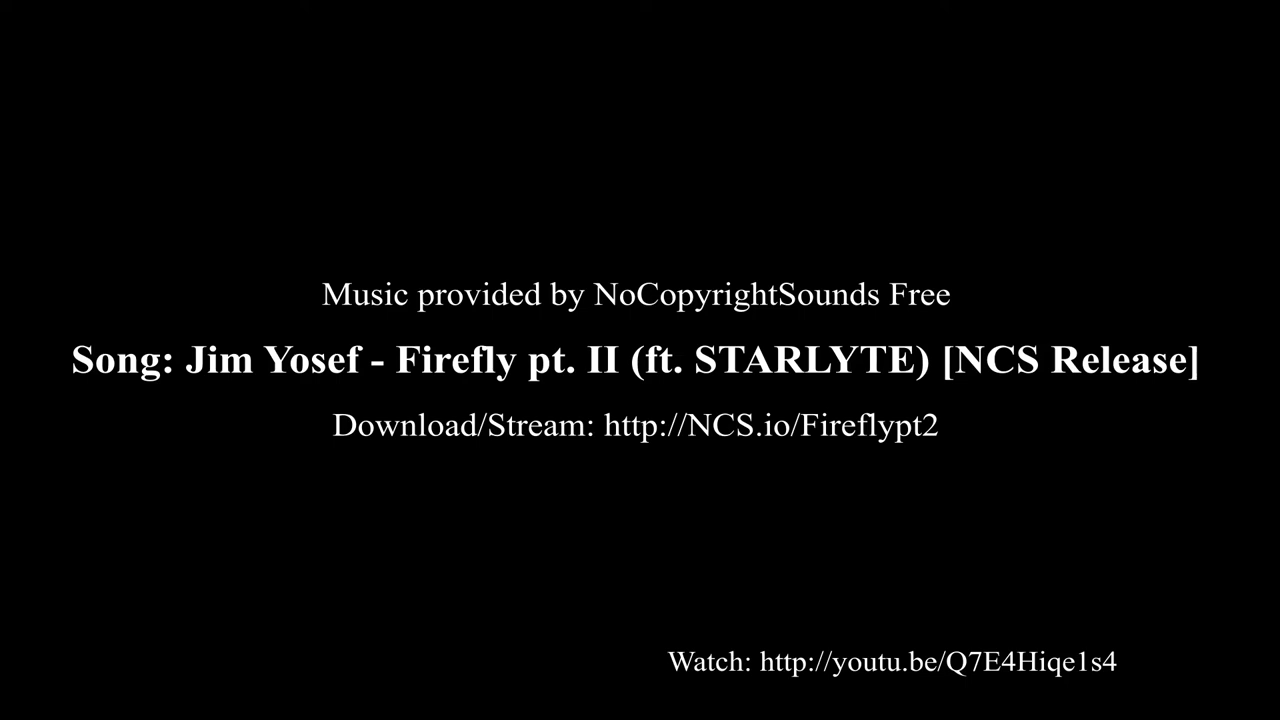 Music provided by NoCopyrightSounds Free
Song: Jim Yosef - Firefly pt. II (ft. STARLYTE) [NCS Release]
Download/Stream: http://NCS.io/Fireflypt2
Watch: http://youtu.be/Q7E4Hiqe1s4